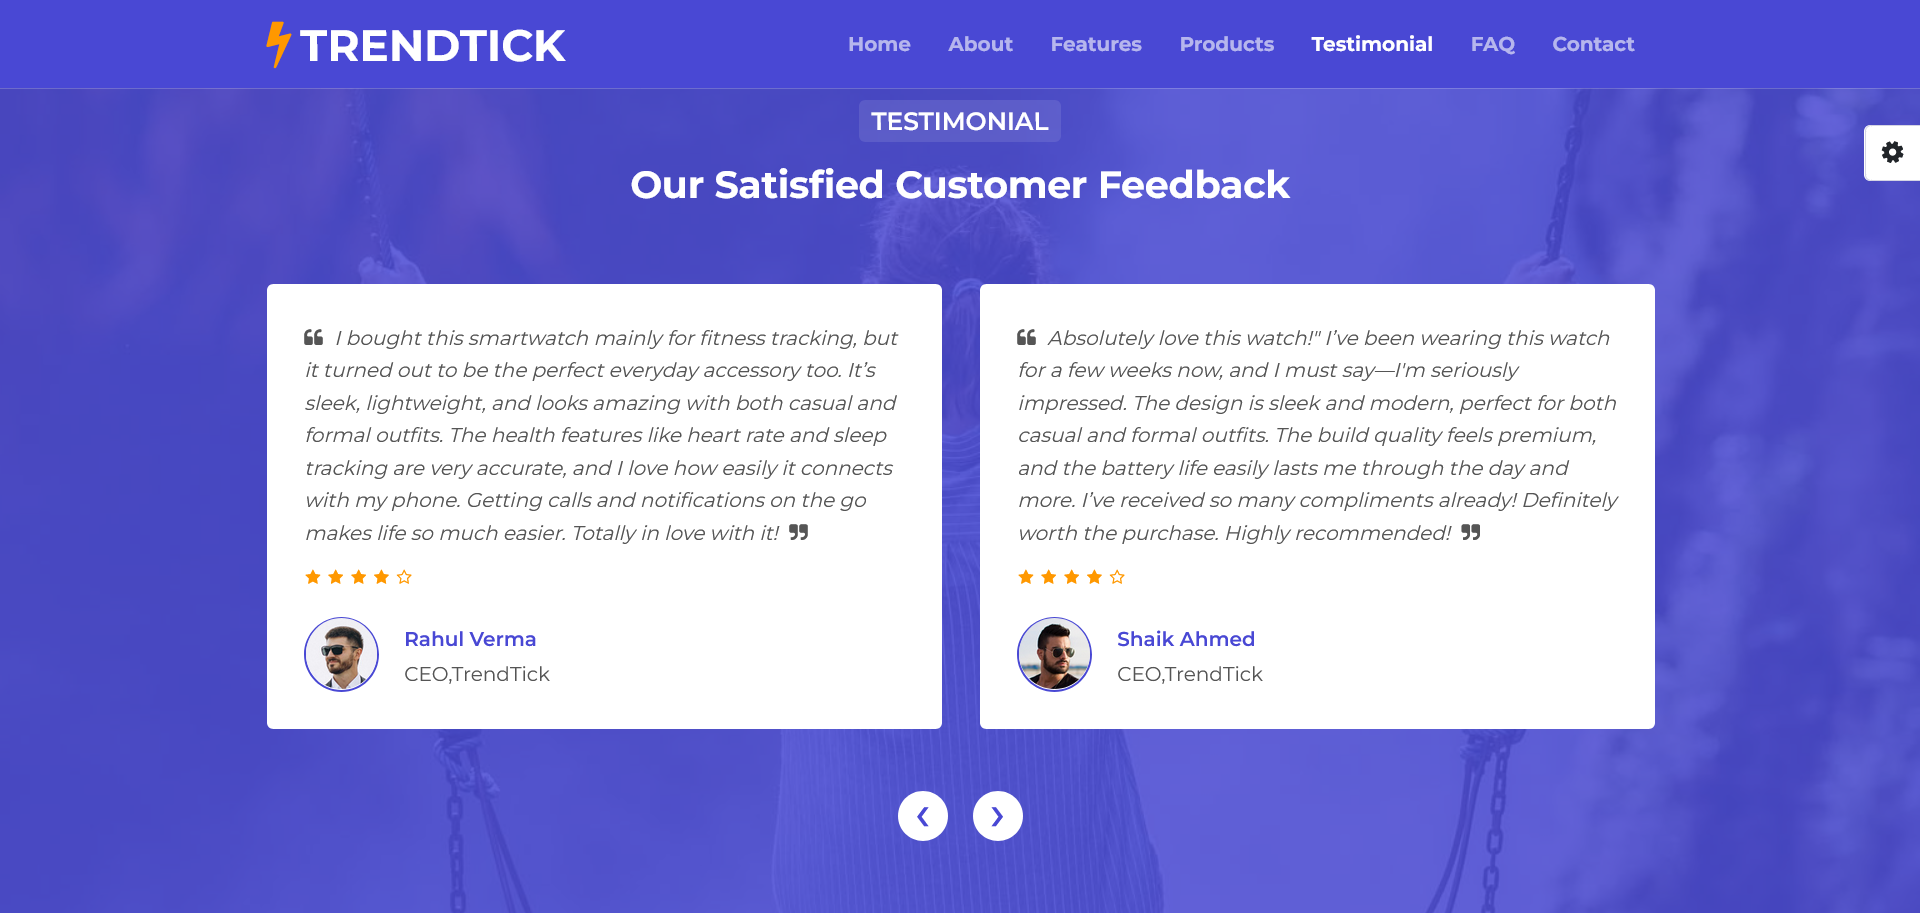 TRENDTICK
Home About Features Products Testimonial FAQ Contact
TESTIMONIAL
Our Satisfied Customer Feedback
“ I bought this smartwatch mainly for fitness tracking, but
it turned out to be the perfect everyday accessory too. It’s
sleek, lightweight, and looks amazing with both casual and
formal outfits. The health features like heart rate and sleep
tracking are very accurate, and I love how easily it connects
with my phone. Getting calls and notifications on the go
makes life so much easier. Totally in love with it! ”
Rahul Verma
CEO,TrendTick
“ Absolutely love this watch!" I’ve been wearing this watch
for a few weeks now, and I must say—I'm seriously
impressed. The design is sleek and modern, perfect for both
casual and formal outfits. The build quality feels premium,
and the battery life easily lasts me through the day and
more. I’ve received so many compliments already! Definitely
worth the purchase. Highly recommended! ”
Shaik Ahmed
CEO,TrendTick